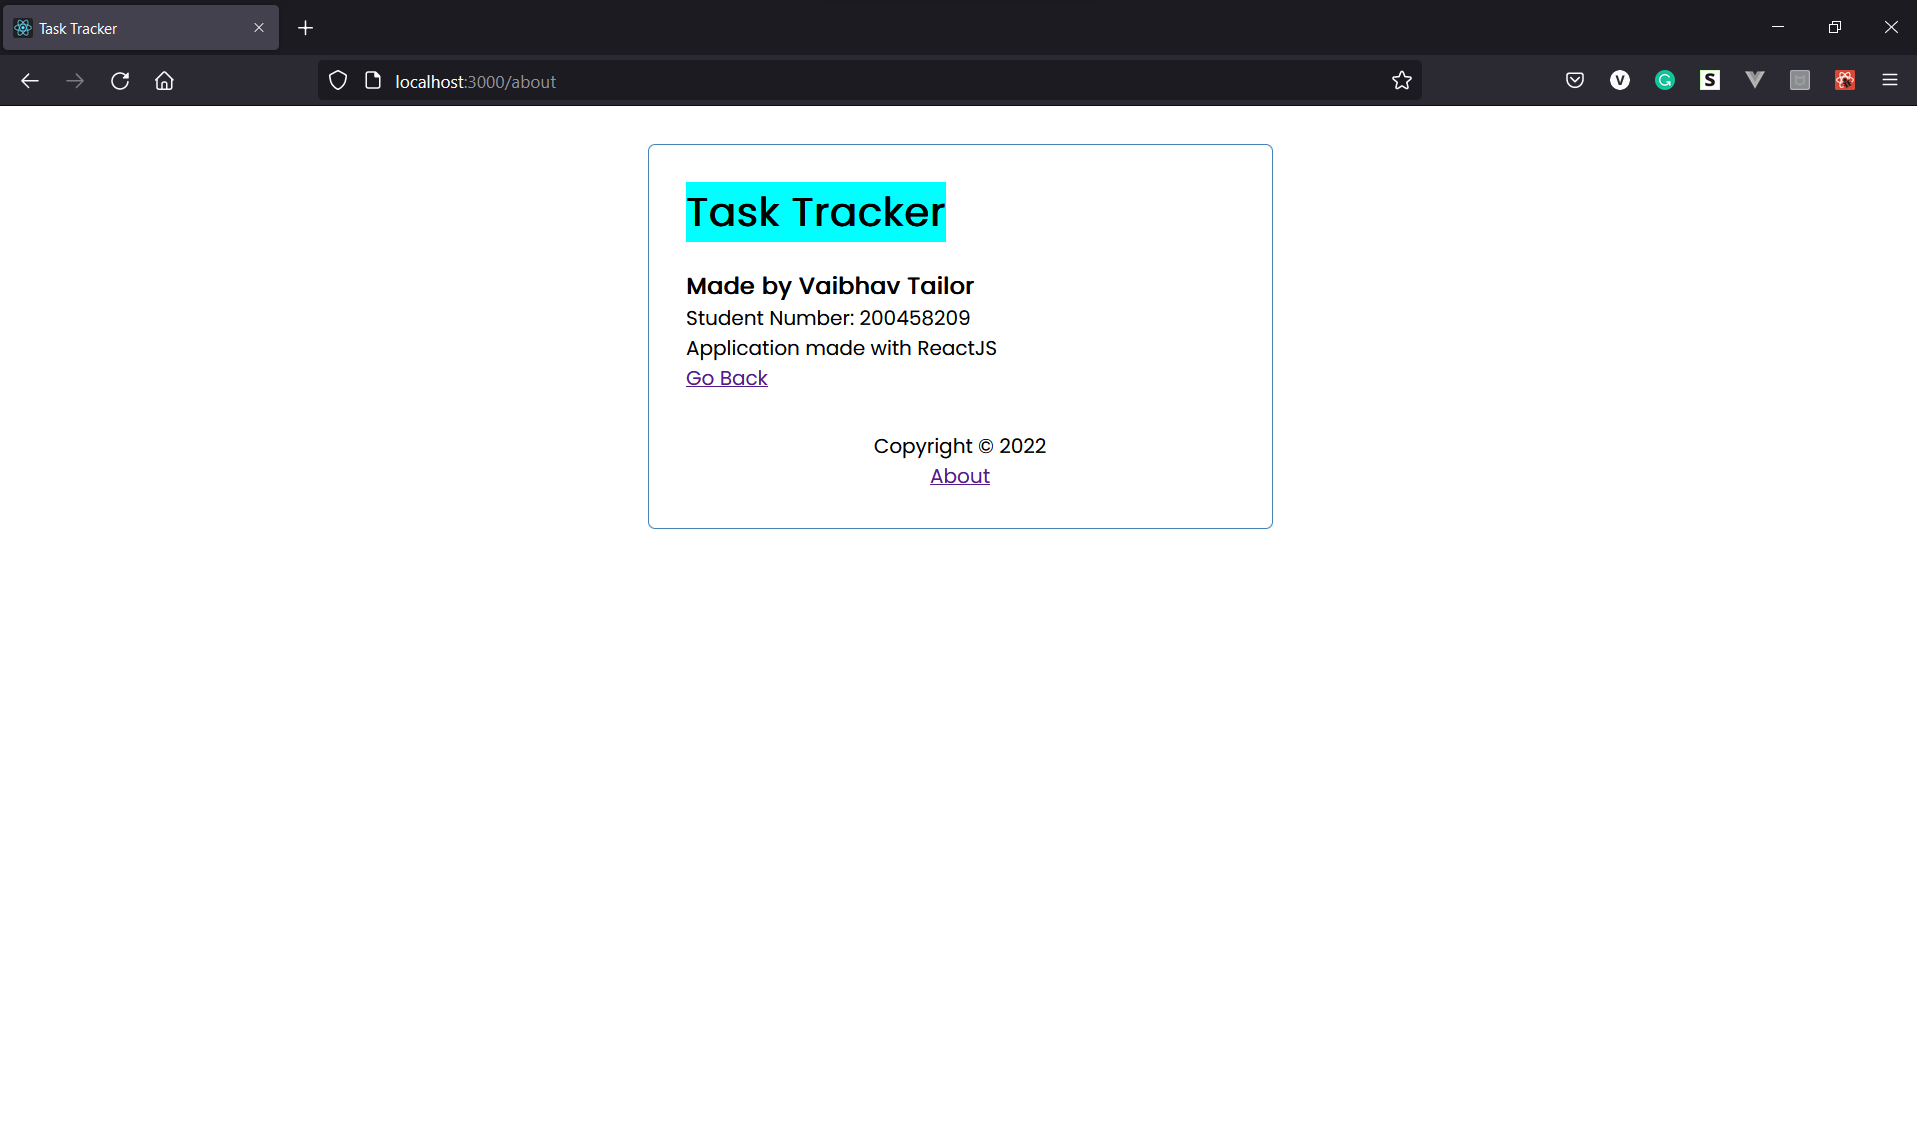 Task Tracker
localhost:3000/about
V
S
Task Tracker
Made by Vaibhav Tailor
Student Number: 200458209
Application made with ReactJS
Go Back
Copyright © 2022
About